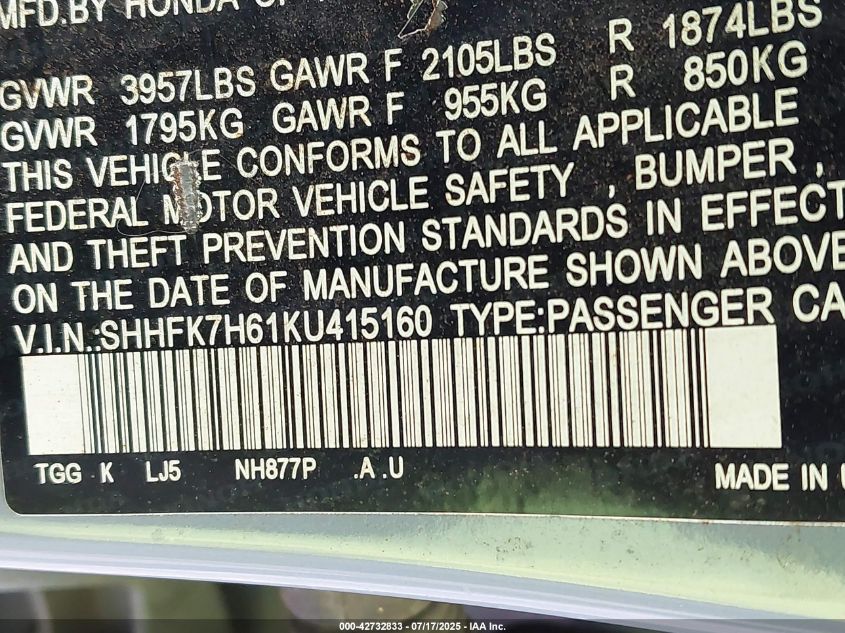 MFD.BY HONDA OF
GVWR 3957LBS GAWR F 2105LBS R 1874LBS
GVWR 1795KG GAWR F 955KG R 850KG
THIS VEHICLE CONFORMS TO ALL APPLICABLE
FEDERAL MOTOR VEHICLE SAFETY , BUMPER ,
AND THEFT PREVENTION STANDARDS IN EFFECT
ON THE DATE OF MANUFACTURE SHOWN ABOVE
V.I.N.:SHHFK7H61KU415160 TYPE:PASSENGER CA
TGG K LJ5 NH877P .A .U
MADE IN
000-42732833 - 07/17/2025 - IAA Inc.